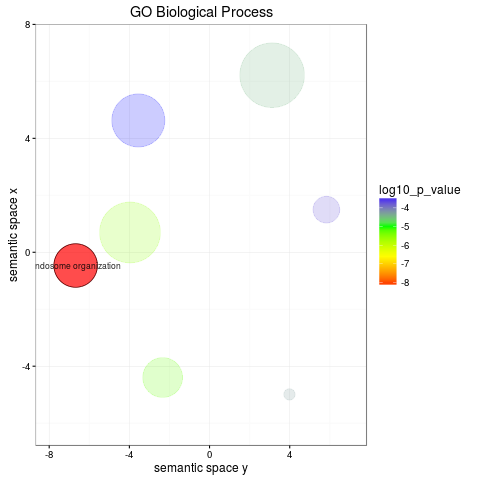 GO Biological Process
8
4
0
-4
semantic space x
ndosome organization
-8
-4
0
4
semantic space y
log10_p_value
-4
-5
-6
-7
-8